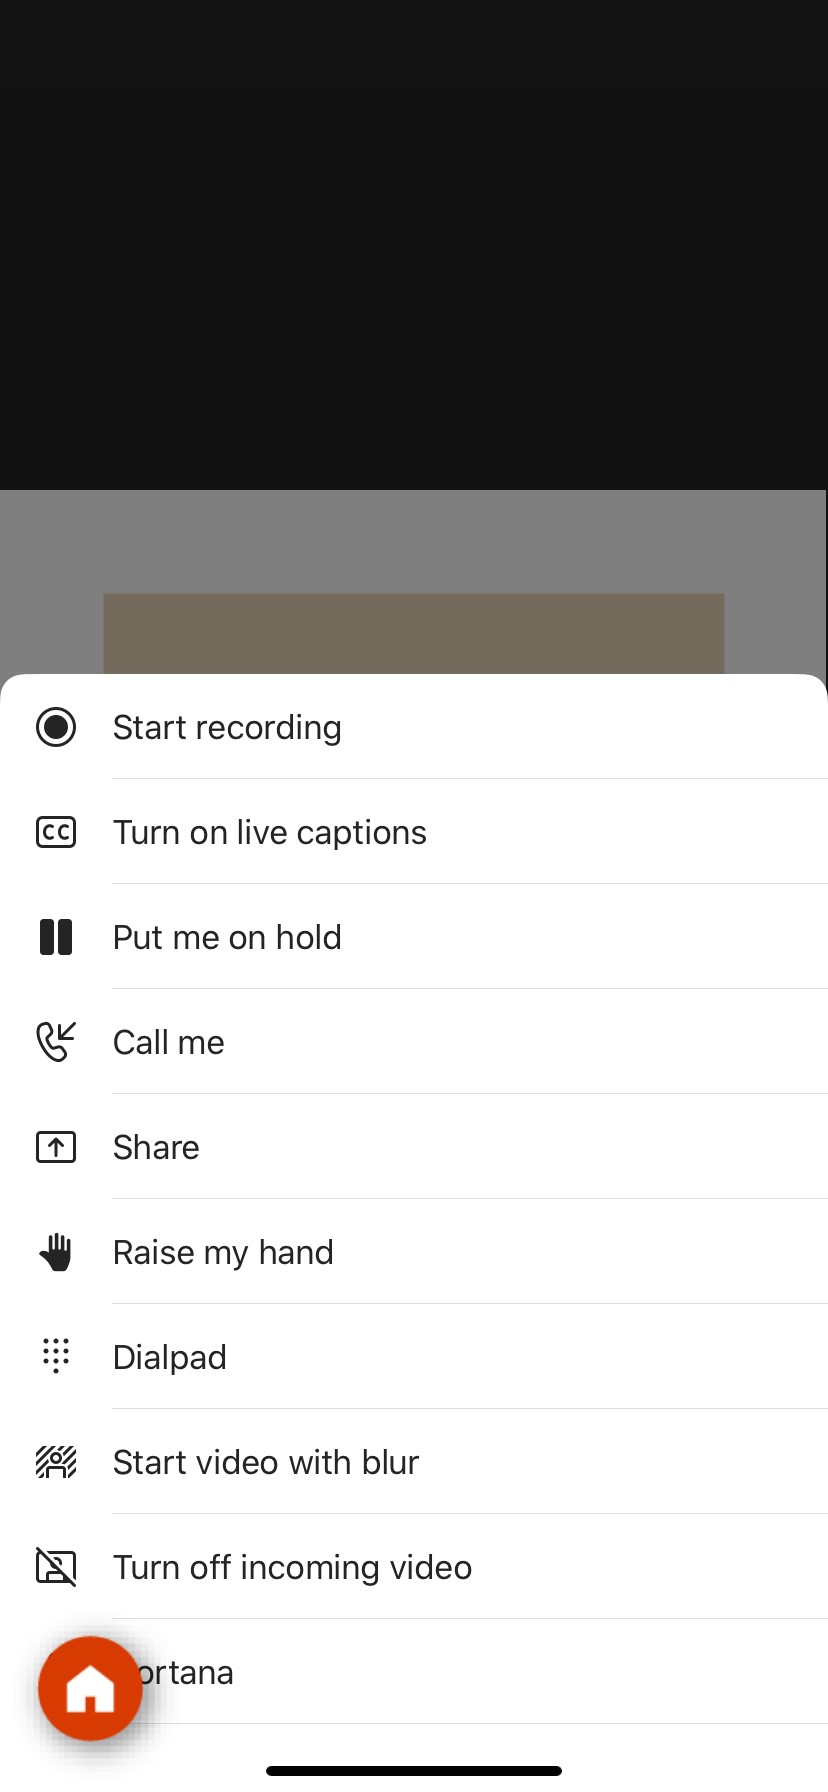 Start recording
CC Turn on live captions
Put me on hold
Call me
Share
Raise my hand
Dialpad
Start video with blur
Turn off incoming video
ortana